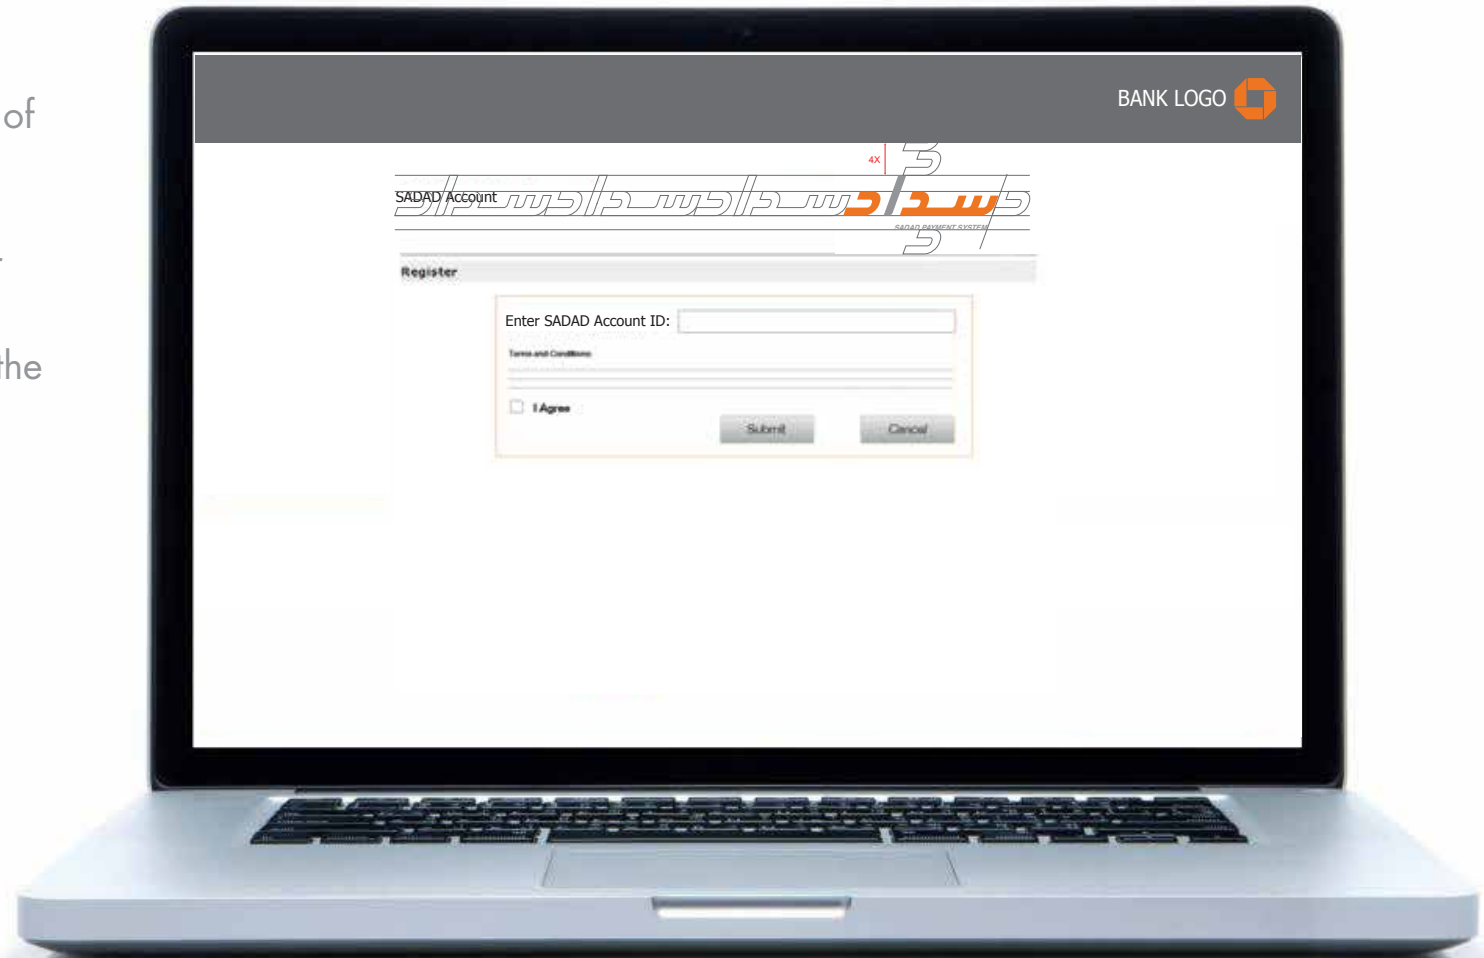 of
the
BANK LOGO
4X
SADAD Account
سداد
SADAD PAYMENT SYSTEM
Register
Enter SADAD Account ID:
Terms and Conditions
I Agree
Submit
Cancel